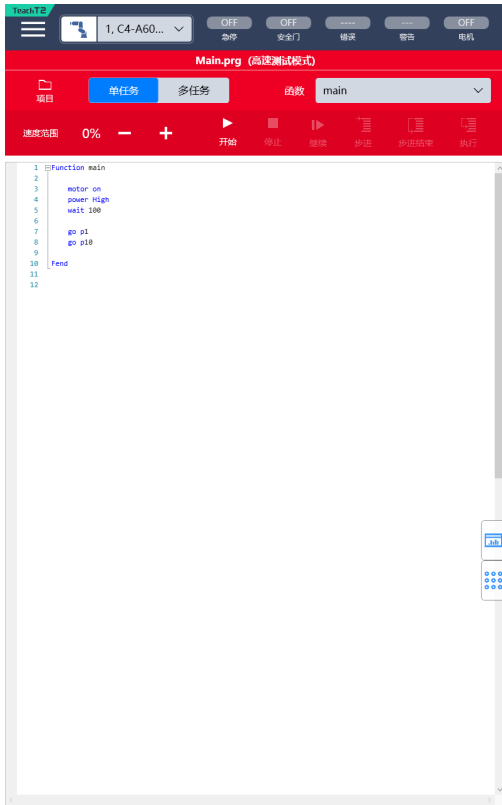 TeachT2
1, C4-A60...
OFF
急停
OFF
安全门
----
错误
---
警告
OFF
电机
Main.prg (高速测试模式)
项目
单任务
多任务
函数
main
速度范围
0%
开始
停止
继续
步进
步进结束
执行
1 Function main
2
3 motor on
4 power High
5 wait 100
6
7 go p1
8 go p10
9
10 Fend
11
12